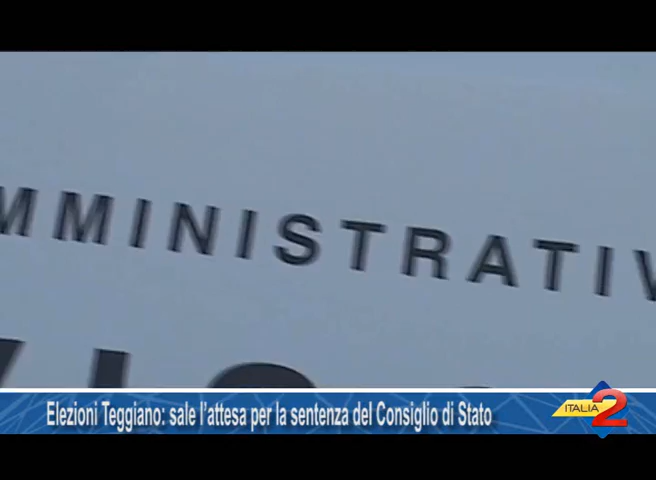 MMINISTRATIV
Elezioni Teggiano: sale l'attesa per la sentenza del Consiglio di Stato
ITALIA 2